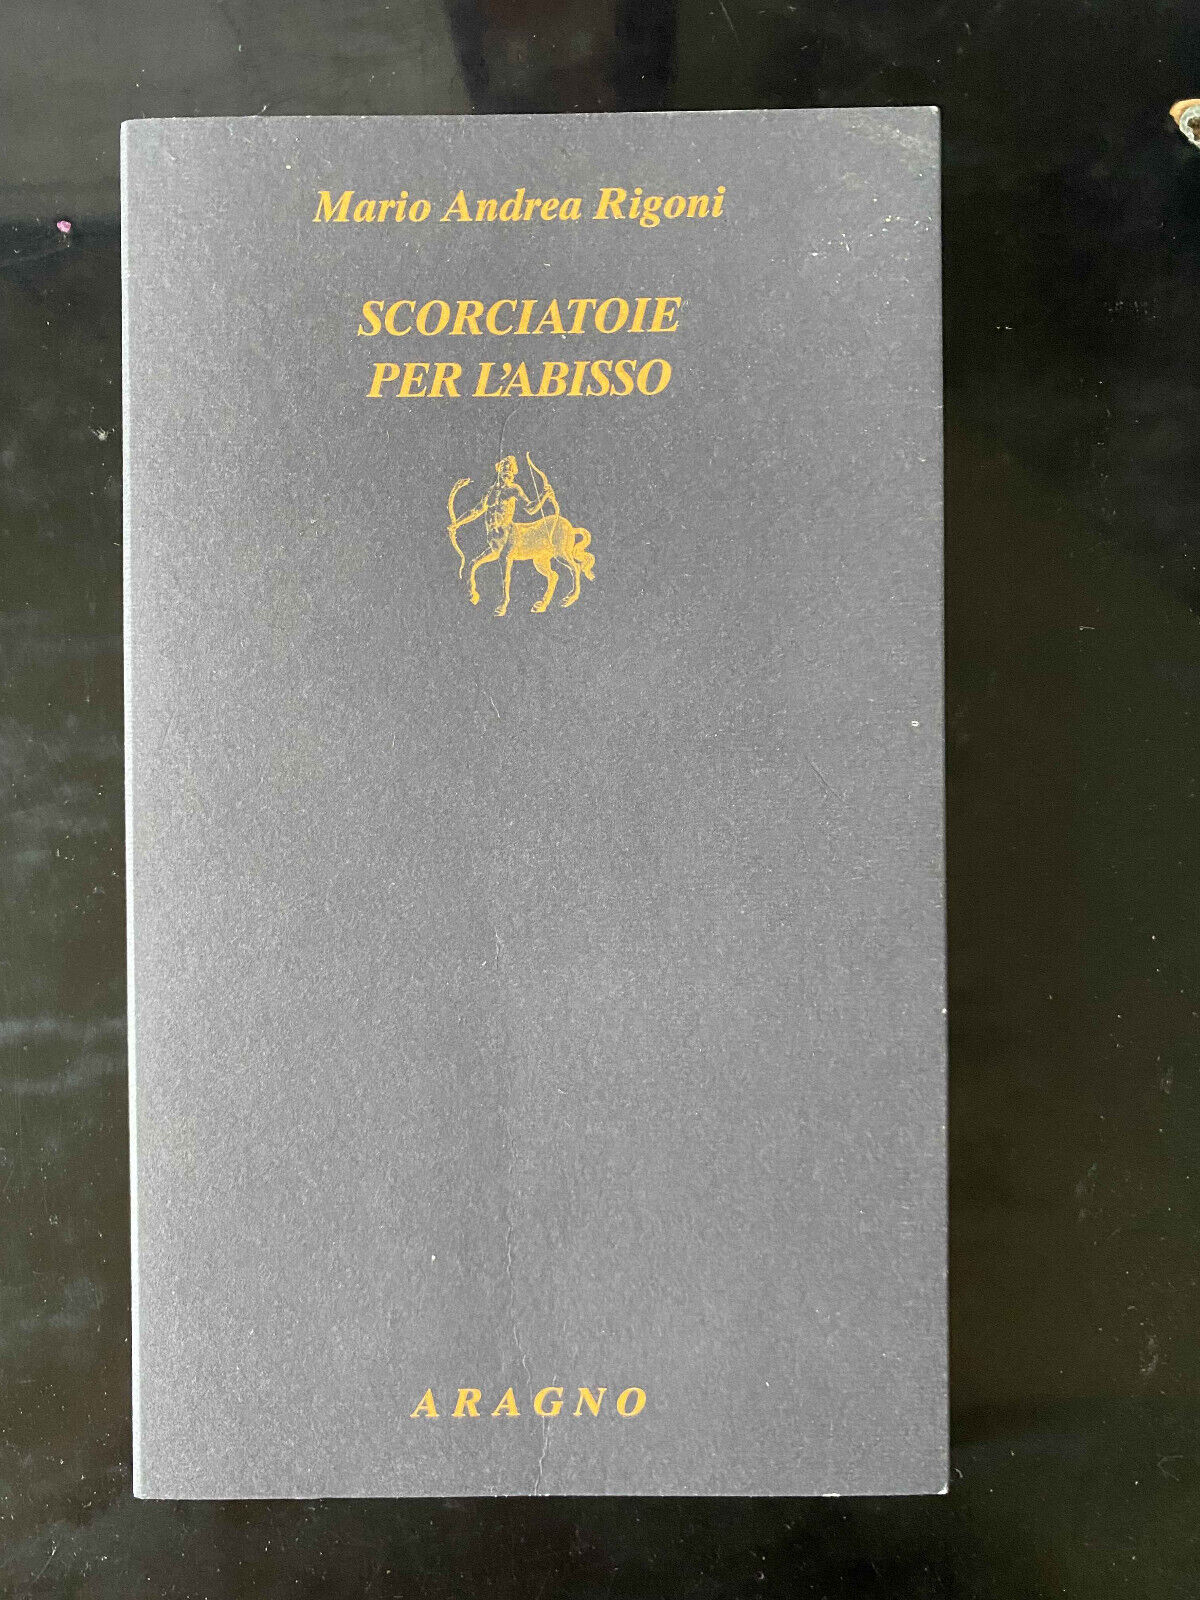 Mario Andrea Rigoni
SCORCIATOIE
PER L'ABISSO
ARAGNO